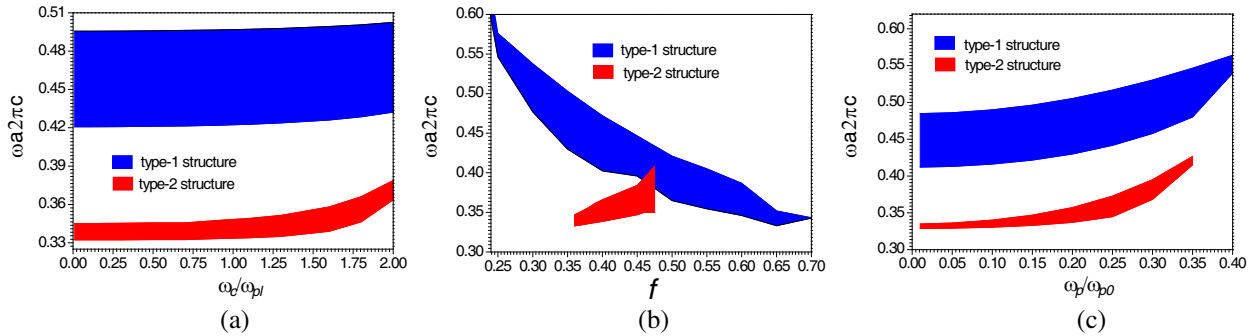 0.51
0.48
0.45
0.42
0.39
0.36
0.33
ωa2πc
type-1 structure
type-2 structure
0.00 0.25 0.50 0.75 1.00 1.25 1.50 1.75 2.00
ω_c/ω_pl
(a)
0.60
0.55
0.50
0.45
0.40
0.35
0.30
ωa2πc
type-1 structure
type-2 structure
0.25 0.30 0.35 0.40 0.45 0.50 0.55 0.60 0.65 0.70
f
(b)
0.60
0.55
0.50
0.45
0.40
0.35
0.30
ωa2πc
type-1 structure
type-2 structure
0.00 0.05 0.10 0.15 0.20 0.25 0.30 0.35 0.40
ω_p/ω_p0
(c)